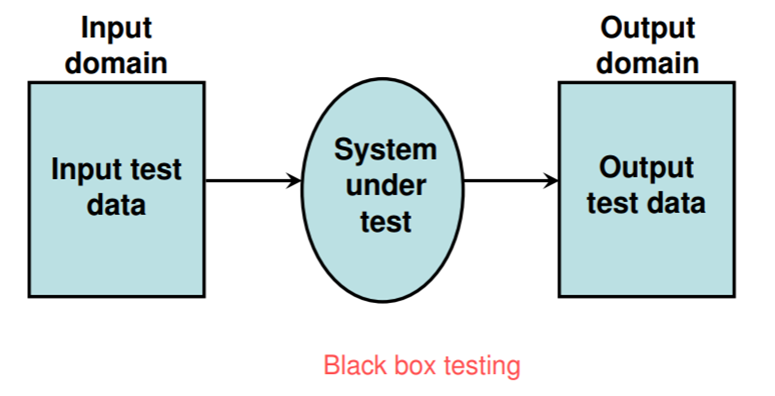 Input
domain
Output
domain
Input test
data
System
under
test
Output
test data
Black box testing